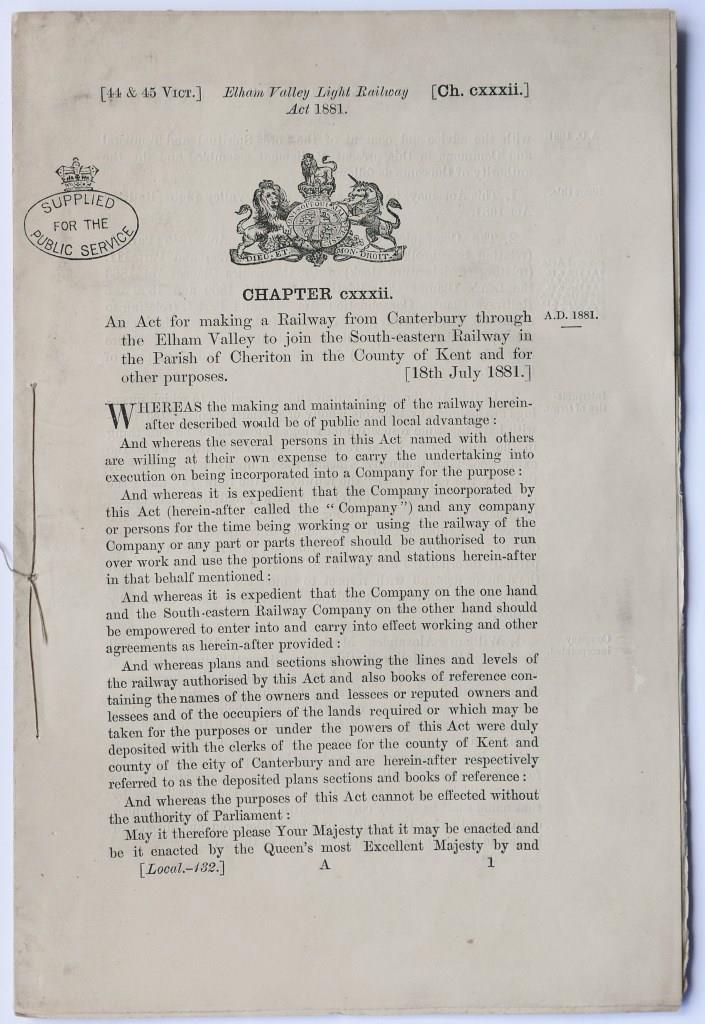 [44 & 45 VICT.] Elham Valley Light Railway [Ch. cxxxii.]
Act 1881.
SUPPLIED
FOR THE
PUBLIC SERVICE
DIEU·ET· MON·DROIT·
CHAPTER cxxxii.
An Act for making a Railway from Canterbury through A.D. 1881.
the Elham Valley to join the South-eastern Railway in
the Parish of Cheriton in the County of Kent and for
other purposes. [18th July 1881.]
WHEREAS the making and maintaining of the railway herein-
after described would be of public and local advantage :
And whereas the several persons in this Act named with others
are willing at their own expense to carry the undertaking into
execution on being incorporated into a Company for the purpose :
And whereas it is expedient that the Company incorporated by
this Act (herein-after called the “ Company ”) and any company
or persons for the time being working or using the railway of the
Company or any part or parts thereof should be authorised to run
over work and use the portions of railway and stations herein-after
in that behalf mentioned :
And whereas it is expedient that the Company on the one hand
and the South-eastern Railway Company on the other hand should
be empowered to enter into and carry into effect working and other
agreements as herein-after provided :
And whereas plans and sections showing the lines and levels of
the railway authorised by this Act and also books of reference con-
taining the names of the owners and lessees or reputed owners and
lessees and of the occupiers of the lands required or which may be
taken for the purposes or under the powers of this Act were duly
deposited with the clerks of the peace for the county of Kent and
county of the city of Canterbury and are herein-after respectively
referred to as the deposited plans sections and books of reference :
And whereas the purposes of this Act cannot be effected without
the authority of Parliament :
May it therefore please Your Majesty that it may be enacted and
be it enacted by the Queen's most Excellent Majesty by and
[Local.-132.] A 1